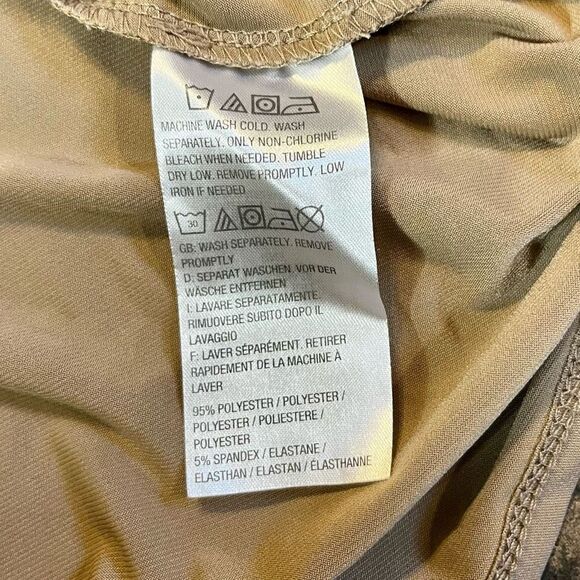 MACHINE WASH COLD. WASH
SEPARATELY. ONLY NON-CHLORINE
BLEACH WHEN NEEDED. TUMBLE
DRY LOW. REMOVE PROMPTLY. LOW
IRON IF NEEDED
30
GB: WASH SEPARATELY. REMOVE
PROMPTLY
D: SEPARAT WASCHEN. VOR DER
WÄSCHE ENTFERNEN
I: LAVARE SEPARATAMENTE.
RIMUOVERE SUBITO DOPO IL
LAVAGGIO
F: LAVER SÉPARÉMENT. RETIRER
RAPIDEMENT DE LA MACHINE À
LAVER
95% POLYESTER / POLYESTER /
POLYESTER / POLIESTERE /
POLYESTER
5% SPANDEX / ELASTANE /
ELASTHAN / ELASTAN / ÉLASTHANNE